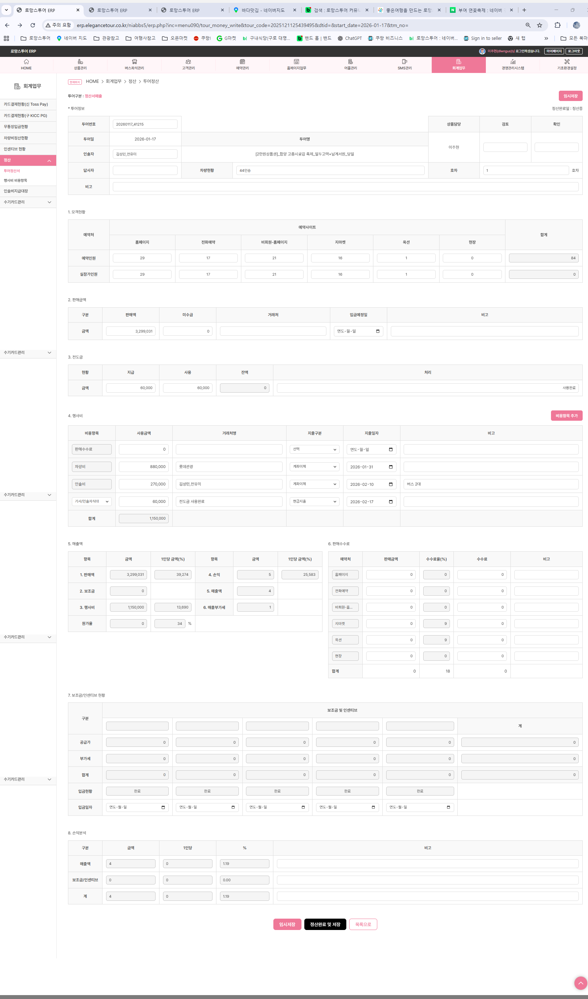 로망스투어 ERP 로망스투어 ERP 로망스투어 ERP 바다맛김 - 네이버지도 검색 : 로망스투어 커뮤니 좋은여행을 만드는 로망 부여 연꽃축제 : 네이버
주의 요함 erp.elegancetour.co.kr/niabbs5/erp.php?inc=menu090/tour_money_write&tour_code=2025121125439495&dtid=&start_date=2026-01-17&tm_no=
로망스투어 네이버 지도 관광참고 여행사참고 오픈마켓 쿠팡! G마켓 구내식당(구로 대명... 밴드 홈 | 밴드 ChatGPT 쿠팡 비즈니스 로망스투어 : 네이버... Sign in to seller 새 탭 » 모든 북마
로망스투어 ERP 이주현(dlwngus)님 로그인하셨습니다. 마이페이지 로그아웃
HOME 상품관리 버스좌석관리 고객관리 예약관리 홈페이지업무 어플관리 SMS관리 회계업무 경영관리시스템 기초환경설정
회계업무
카드결제현황(신 Toss Pay)
카드결제현황(구 KICC PG)
무통장입금현황
차량비정산현황
인센티브 현황
정산
투어정산서
행사비 비용항목
인솔비지급대장
수기카드관리
수기카드관리
수기카드관리
수기카드관리
수기카드관리
현재위치 HOME > 회계업무 > 정산 > 투어정산
투어구분 : 정산서매출 임시저장
* 투어정보 정산완료일 : 정산중
투어번호 20260117_41215 상품담당 검토 확인
투어일 2026-01-17 투어명 이주현
인솔자 김성민,전유미 [2만원상품권]_함양 고종시곶감 축제_일두고택+남계서원_당일
답사자 차량현황 44인승 호차 1 호차
비고
1. 모객현황
예약처 예약사이트 합계
홈페이지 전화예약 비회원-홈페이지 지마켓 옥션 현장
예약인원 29 17 21 16 1 0 84
실참가인원 29 17 21 16 1 0 0
2. 판매금액
구분 판매액 미수금 거래처 입금예정일 비고
금액 3,299,031 0 연도-월-일
3. 전도금
현황 지급 사용 잔액 처리
금액 60,000 60,000 0 사용완료
4. 행사비 비용항목 추가
비용항목 사용금액 거래처명 지출구분 지출일자 비고
판매수수료 0 선택 연도-월-일
차량비 880,000 롯데관광 계좌이체 2026-01-31
인솔비 270,000 김성민,전유미 계좌이체 2026-02-10 버스 2대
기사/인솔자식대 60,000 전도금 사용완료 현금지출 2026-02-17
합계 1,150,000
5. 매출액
항목 금액 1인당 금액(%) 항목 금액 1인당 금액(%)
1. 판매액 3,299,031 39,274 4. 손익 5 25,583
2. 보조금 0 5. 매출액 4
3. 행사비 1,150,000 13,690 6. 매출부가세 1
원가율 0 34 %
6. 판매수수료
예약처 판매금액 수수료율(%) 수수료 비고
홈페이지 0 0 0
전화예약 0 0 0
비회원-홈... 0 0 0
지마켓 0 9 0
옥션 0 9 0
현장 0 0 0
합계 0 18 0
7. 보조금/인센티브 현황
구분 보조금 및 인센티브
계
공급가 0 0 0 0 0 0
부가세 0 0 0 0 0 0
합계 0 0 0 0 0 0
입금현황 완료 완료 완료 완료 완료
입금일자 연도-월-일 연도-월-일 연도-월-일 연도-월-일 연도-월-일
8. 손익분석
구분 금액 1인당 % 비고
매출액 4 0 1.19
보조금/인센티브 0 0 0.00
계 4 0 1.19
임시저장 정산완료 및 저장 목록으로